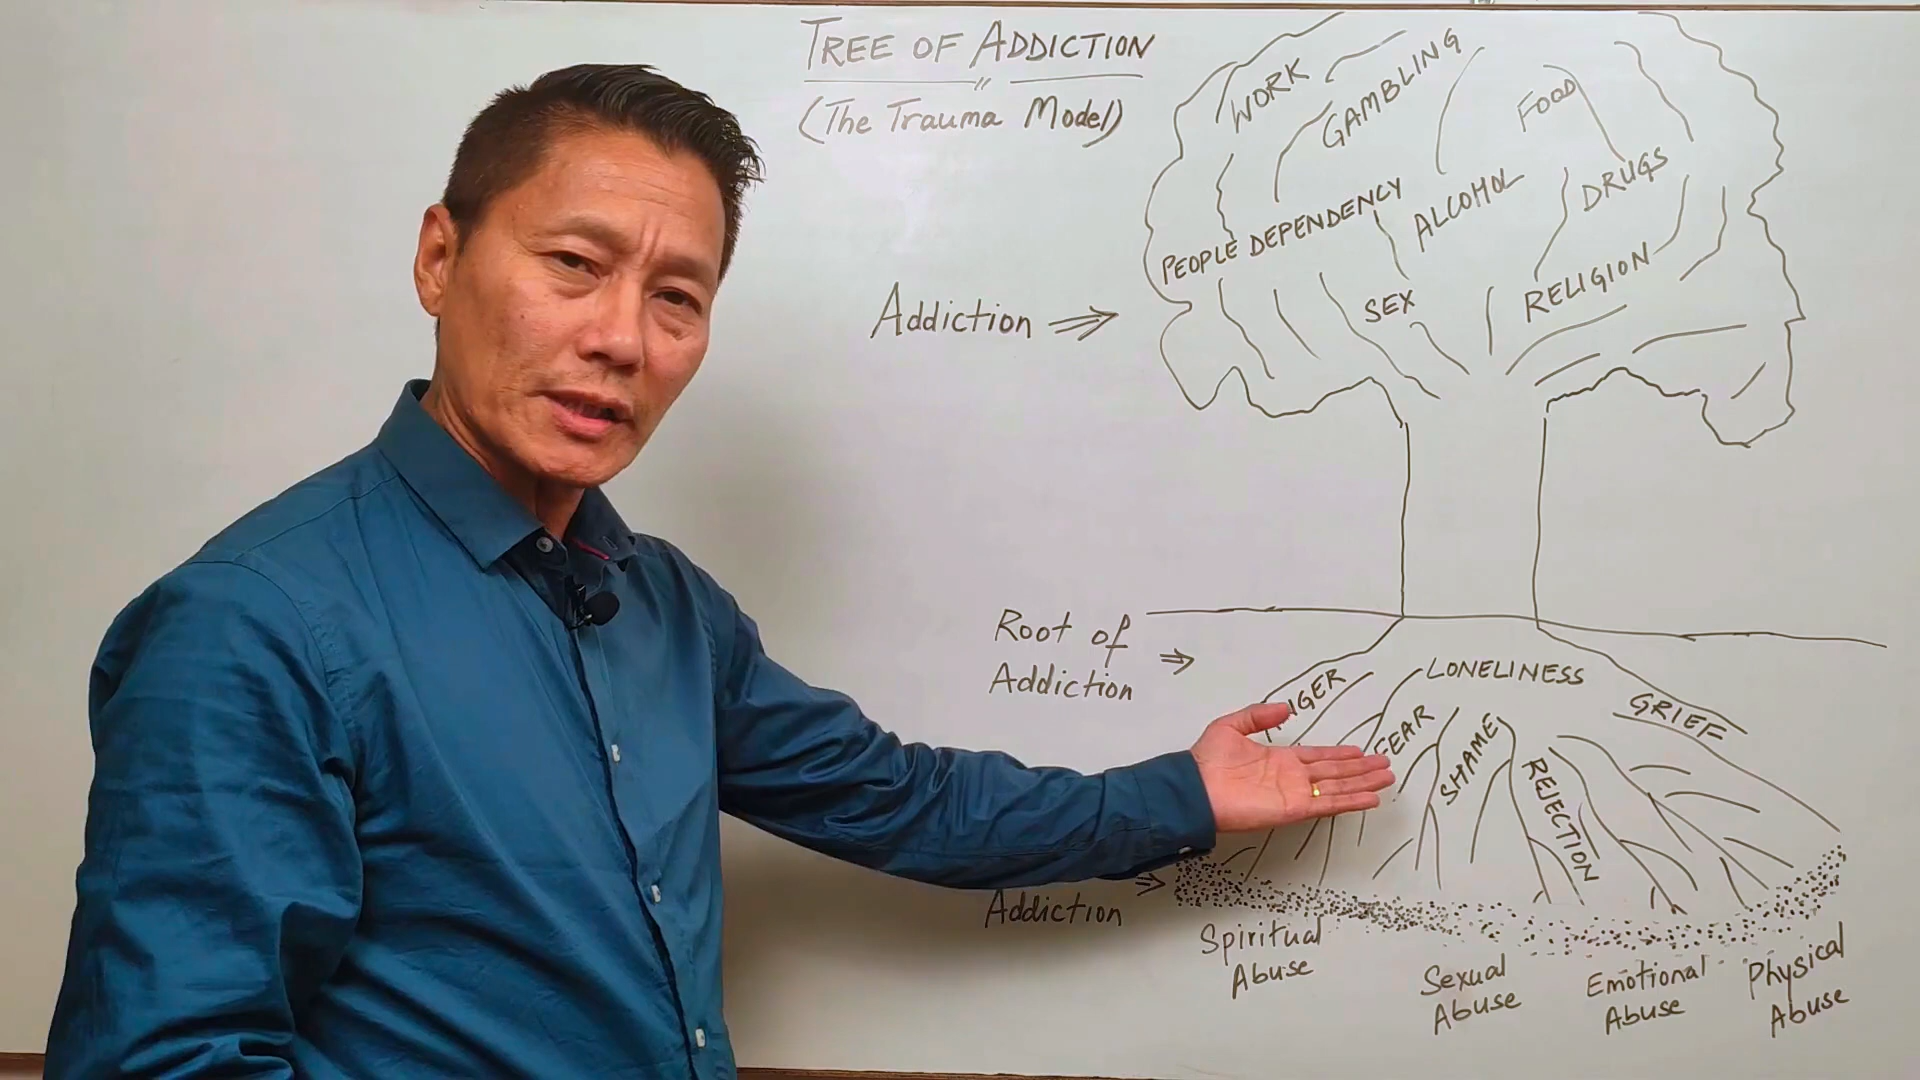 TREE OF ADDICTION
(The Trauma Model)
WORK
GAMBLING
FOOD
PEOPLE DEPENDENCY
ALCOHOL
DRUGS
SEX
RELIGION
Addiction
Root of
Addiction
LONELINESS
GRIEF
FEAR
SHAME
REJECTION
Addiction
Spiritual
Abuse
Sexual
Abuse
Emotional
Abuse
Physical
Abuse